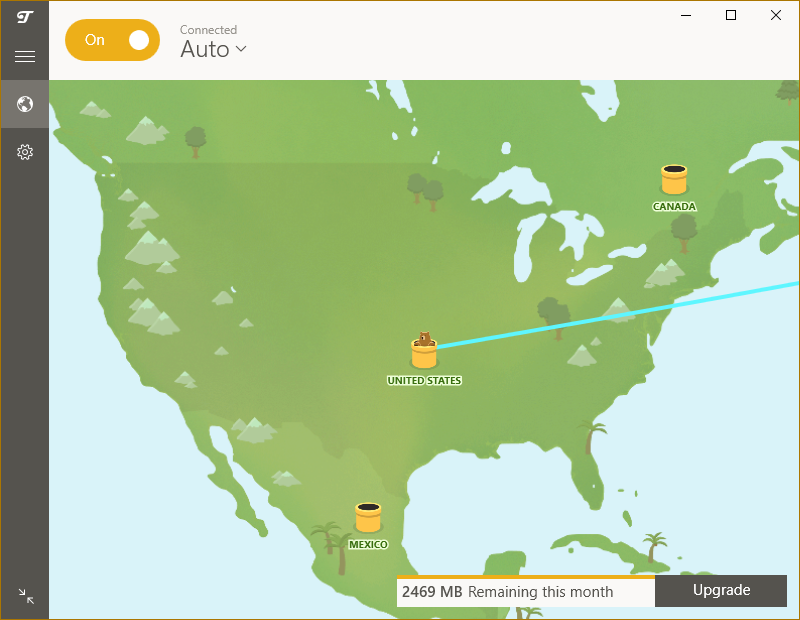 On
Connected
Auto
CANADA
UNITED STATES
MEXICO
2469 MB Remaining this month
Upgrade